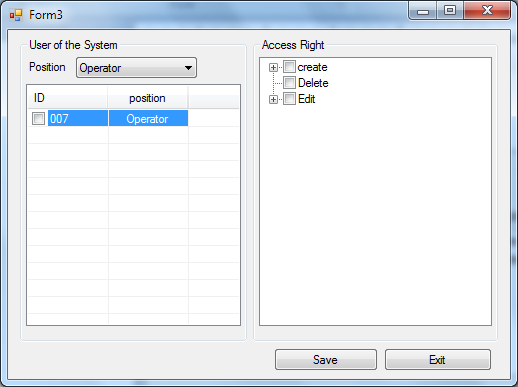 Form3
User of the System
Position Operator
ID position
007 Operator
Access Right
create
Delete
Edit
Save Exit